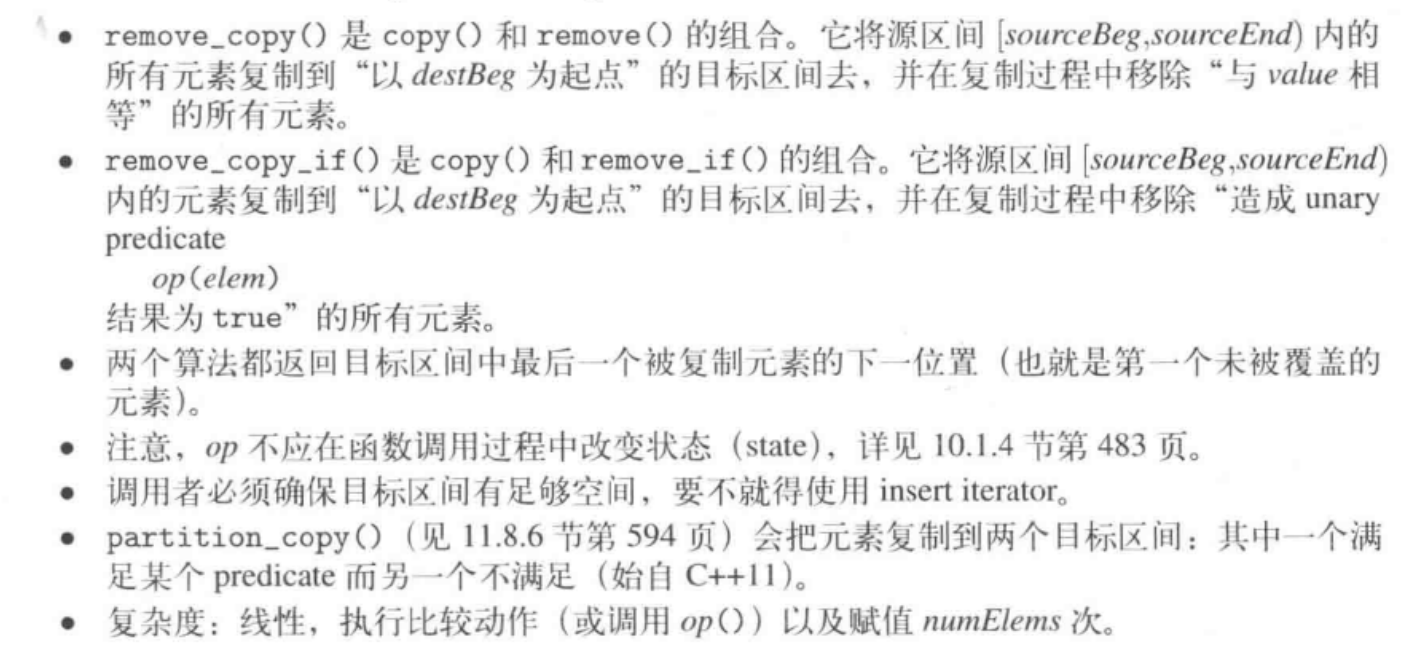 • remove_copy() 是 copy() 和 remove() 的组合。它将源区间 [sourceBeg,sourceEnd) 内的
所有元素复制到“以 destBeg 为起点”的目标区间去，并在复制过程中移除“与 value 相
等”的所有元素。
• remove_copy_if() 是 copy() 和 remove_if() 的组合。它将源区间 [sourceBeg,sourceEnd)
内的元素复制到“以 destBeg 为起点”的目标区间去，并在复制过程中移除“造成 unary
predicate
op(elem)
结果为 true”的所有元素。
• 两个算法都返回目标区间中最后一个被复制元素的下一位置（也就是第一个未被覆盖的
元素）。
• 注意，op 不应在函数调用过程中改变状态（state），详见 10.1.4 节第 483 页。
• 调用者必须确保目标区间有足够空间，要不就得使用 insert iterator。
• partition_copy()（见 11.8.6 节第 594 页）会把元素复制到两个目标区间：其中一个满
足某个 predicate 而另一个不满足（始自 C++11）。
• 复杂度：线性，执行比较动作（或调用 op()）以及赋值 numElems 次。